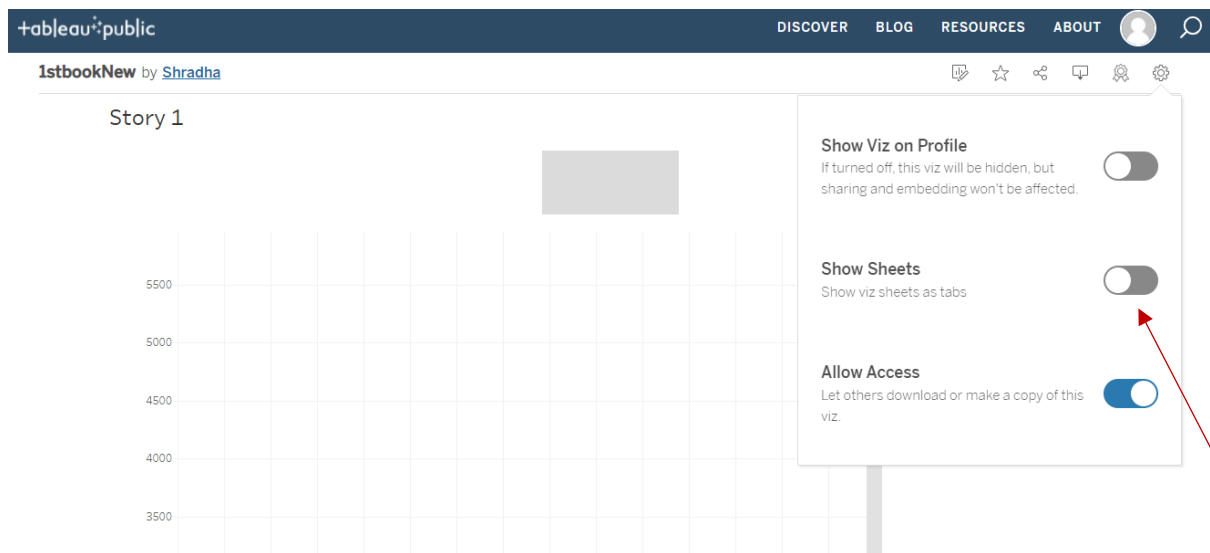 +ableau public
DISCOVER BLOG RESOURCES ABOUT
1stbookNew by Shradha
Story 1
Show Viz on Profile
If turned off, this viz will be hidden, but
sharing and embedding won't be affected.
Show Sheets
Show viz sheets as tabs
Allow Access
Let others download or make a copy of this
viz.
5500
5000
4500
4000
3500